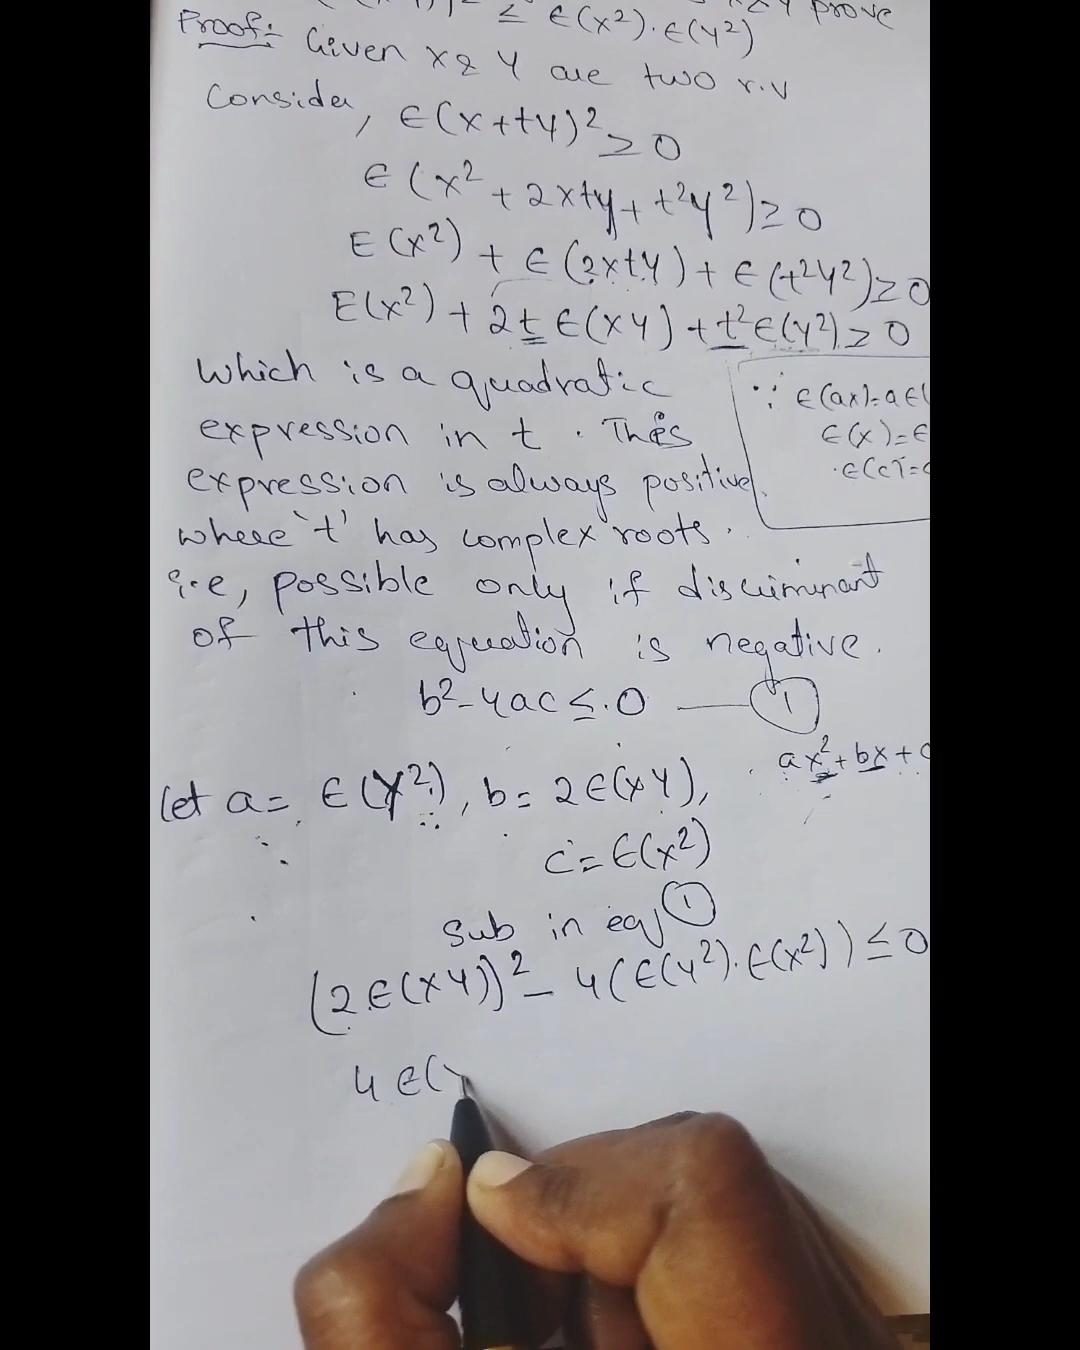 ≤ E(x²).E(y²) prove
Proof:- Given x & y are two r.v
Consider, E(x+ty)² ≥ 0
E(x² + 2xty + t²y²) ≥ 0
E(x²) + E(2xty) + E(t²y²) ≥ 0
E(x²) + 2t E(xy) + t² E(y²) ≥ 0
which is a quadratic
∵ E(ax)=aE(
expression in t. This
E(x)=E
expression is always positive.
E(c)=c
where 't' has complex roots.
i.e, possible only if discriminant
of this equation is negative.
b²-4ac ≤ 0 — ①
ax²+bx+c
let a = E(y²), b = 2E(xy),
c = E(x²)
sub in eq ①
(2E(xy))² - 4(E(y²).E(x²)) ≤ 0
4 E(x